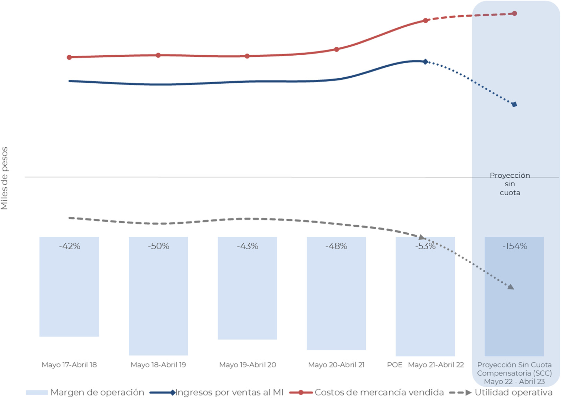 Miles de pesos
Proyección
sin
cuota
-42%
-50%
-43%
-48%
-53%
-154%
Mayo 17-Abril 18
Mayo 18-Abril 19
Mayo 19-Abril 20
Mayo 20-Abril 21
POE Mayo 21-Abril 22
Proyección Sin Cuota
Compensatoria (SCC)
Mayo 22 - Abril 23
Margen de operación
Ingresos por ventas al MI
Costos de mercancía vendida
Utilidad operativa